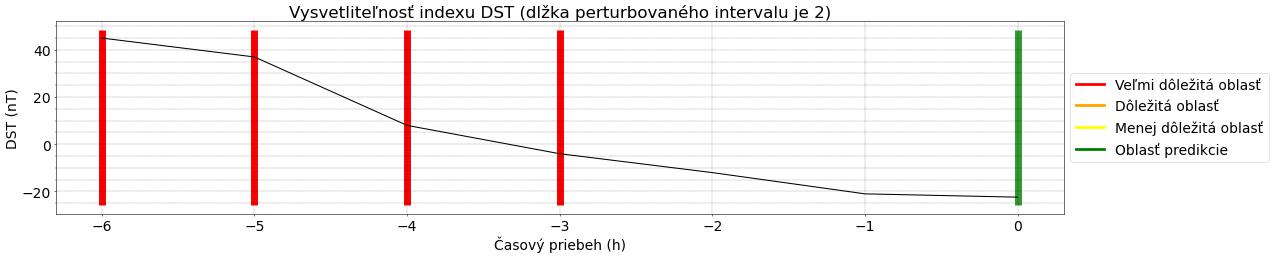 Vysvetliteľnosť indexu DST (dlžka perturbovaného intervalu je 2)
DST (nT)
40
20
0
−20
−6 −5 −4 −3 −2 −1 0
Časový priebeh (h)
Veľmi dôležitá oblasť
Dôležitá oblasť
Menej dôležitá oblasť
Oblasť predikcie